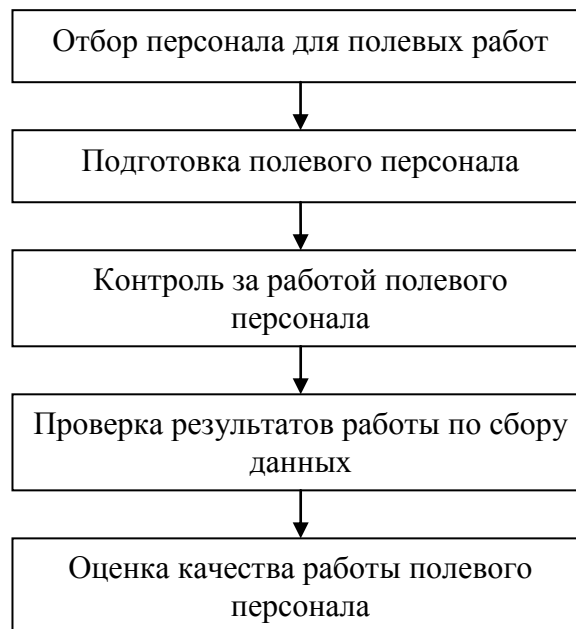 Отбор персонала для полевых работ
Подготовка полевого персонала
Контроль за работой полевого
персонала
Проверка результатов работы по сбору
данных
Оценка качества работы полевого
персонала